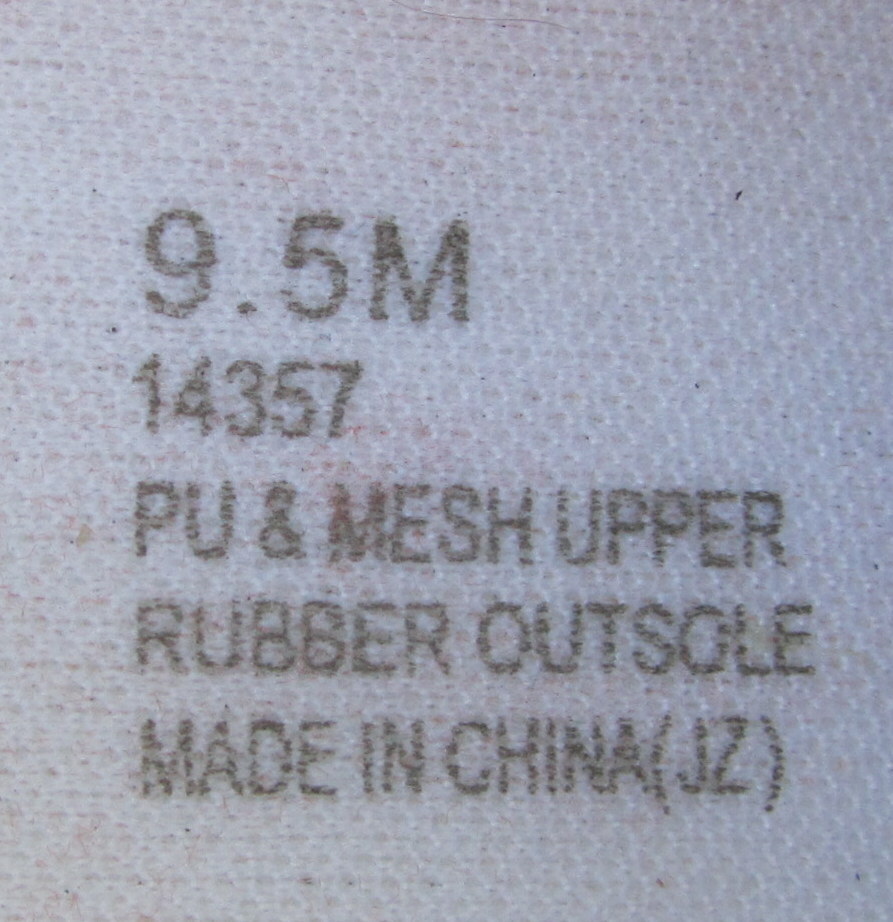 9.5M
14357
PU & MESH UPPER
RUBBER OUTSOLE
MADE IN CHINA(JZ)